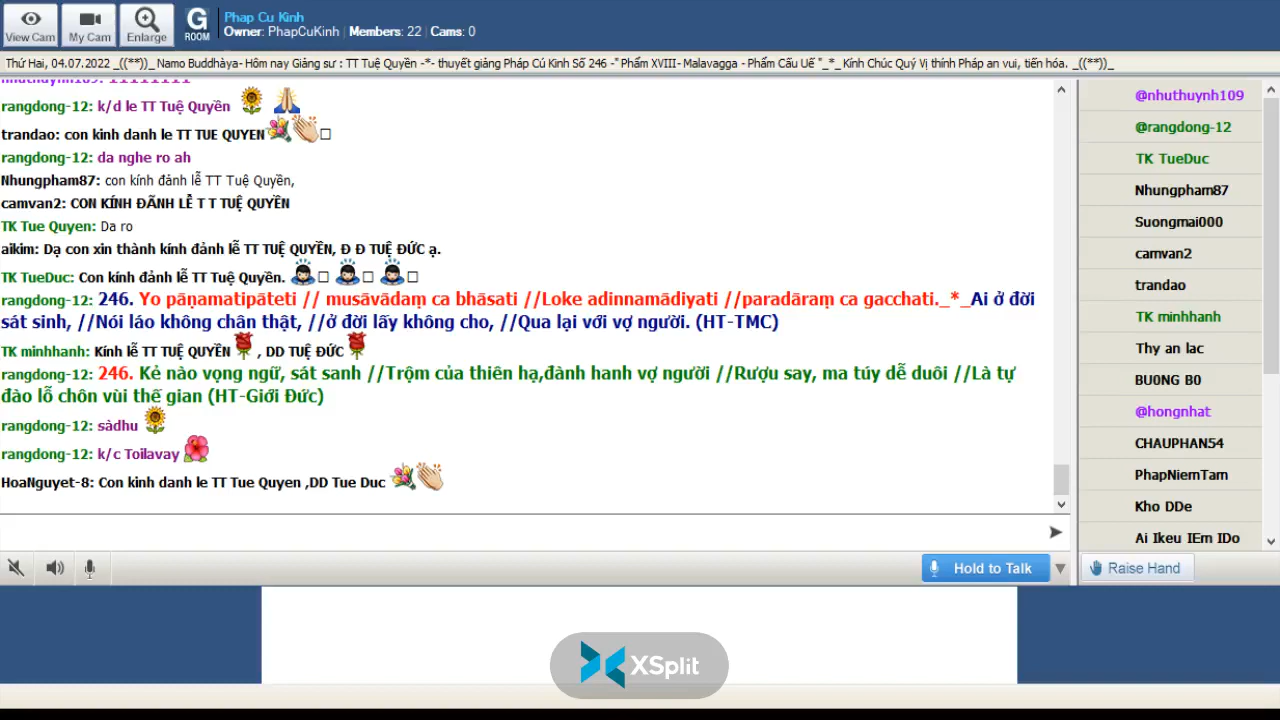 View Cam
My Cam
Enlarge
G
ROOM
Phap Cu Kinh
Owner: PhapCuKinh | Members: 22 | Cams: 0
Thứ Hai, 04.07.2022 _((**))_ Namo Buddhàya- Hôm nay Giảng sư : TT Tuệ Quyền -*- thuyết giảng Pháp Cú Kinh Số 246 -" Phẩm XVIII- Malavagga - Phẩm Cấu Uế "_*_ Kính Chúc Quý Vị thính Pháp an vui, tiến hóa. _((**))_
rangdong-12: k/d le TT Tuệ Quyền
trandao: con kinh danh le TT TUE QUYEN
rangdong-12: da nghe ro ah
Nhungpham87: con kính đảnh lễ TT Tuệ Quyền,
camvan2: CON KÍNH ĐÃNH LỄ T T TUỆ QUYỀN
TK Tue Quyen: Da ro
aikim: Dạ con xin thành kính đảnh lễ TT TUỆ QUYỀN, Đ Đ TUỆ ĐỨC ạ.
TK TueDuc: Con kính đảnh lễ TT Tuệ Quyền.
rangdong-12: 246. Yo pāṇamatipāteti // musāvādaṃ ca bhāsati //Loke adinnamādiyati //paradāraṃ ca gacchati._*_Ai ở đời
sát sinh, //Nói láo không chân thật, //ở đời lấy không cho, //Qua lại với vợ người. (HT-TMC)
TK minhhanh: Kính lễ TT TUỆ QUYỀN , DD TUỆ ĐỨC
rangdong-12: 246. Kẻ nào vọng ngữ, sát sanh //Trộm của thiên hạ,đành hanh vợ người //Rượu say, ma túy dễ duôi //Là tự
đào lỗ chôn vùi thế gian (HT-Giới Đức)
rangdong-12: sàdhu
rangdong-12: k/c Toilavay
HoaNguyet-8: Con kinh danh le TT Tue Quyen ,DD Tue Duc
@nhuthuynh109
@rangdong-12
TK TueDuc
Nhungpham87
Suongmai000
camvan2
trandao
TK minhhanh
Thy an lac
BU0NG B0
@hongnhat
CHAUPHAN54
PhapNiemTam
Kho DDe
Ai Ikeu IEm IDo
Hold to Talk
Raise Hand
XSplit